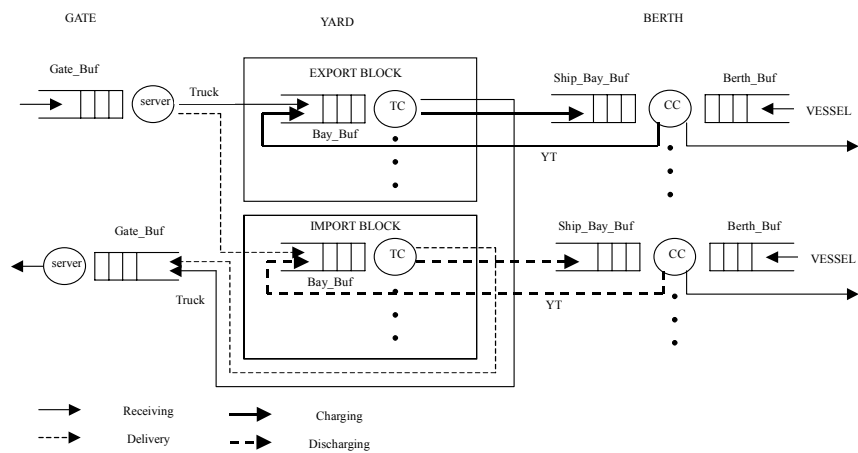 GATE
YARD
BERTH
Gate_Buf
server
Truck
EXPORT BLOCK
TC
Bay_Buf
Ship_Bay_Buf
CC
Berth_Buf
VESSEL
YT
Gate_Buf
server
Truck
IMPORT BLOCK
TC
Bay_Buf
Ship_Bay_Buf
CC
Berth_Buf
VESSEL
YT
Receiving
Charging
Delivery
Discharging